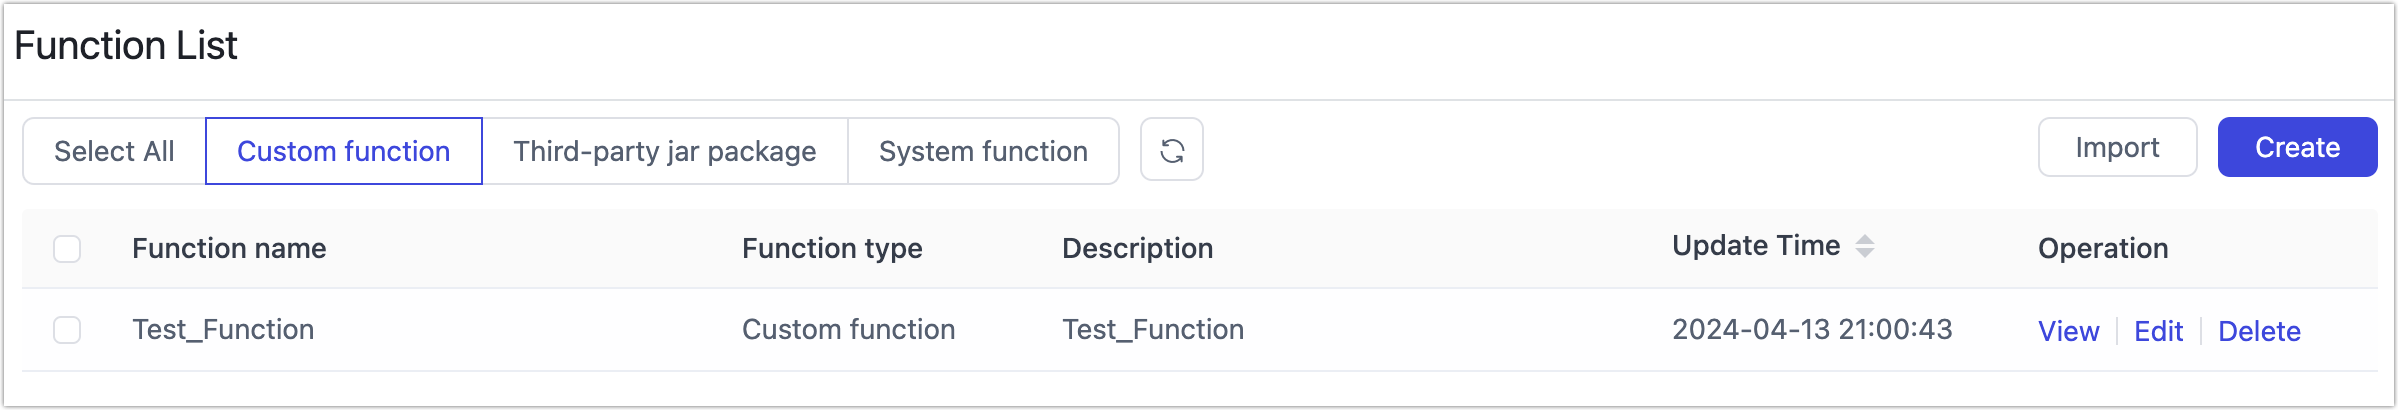 Function List
Select All Custom function Third-party jar package System function Import Create
Function name Function type Description Update Time Operation
Test_Function Custom function Test_Function 2024-04-13 21:00:43 View Edit Delete